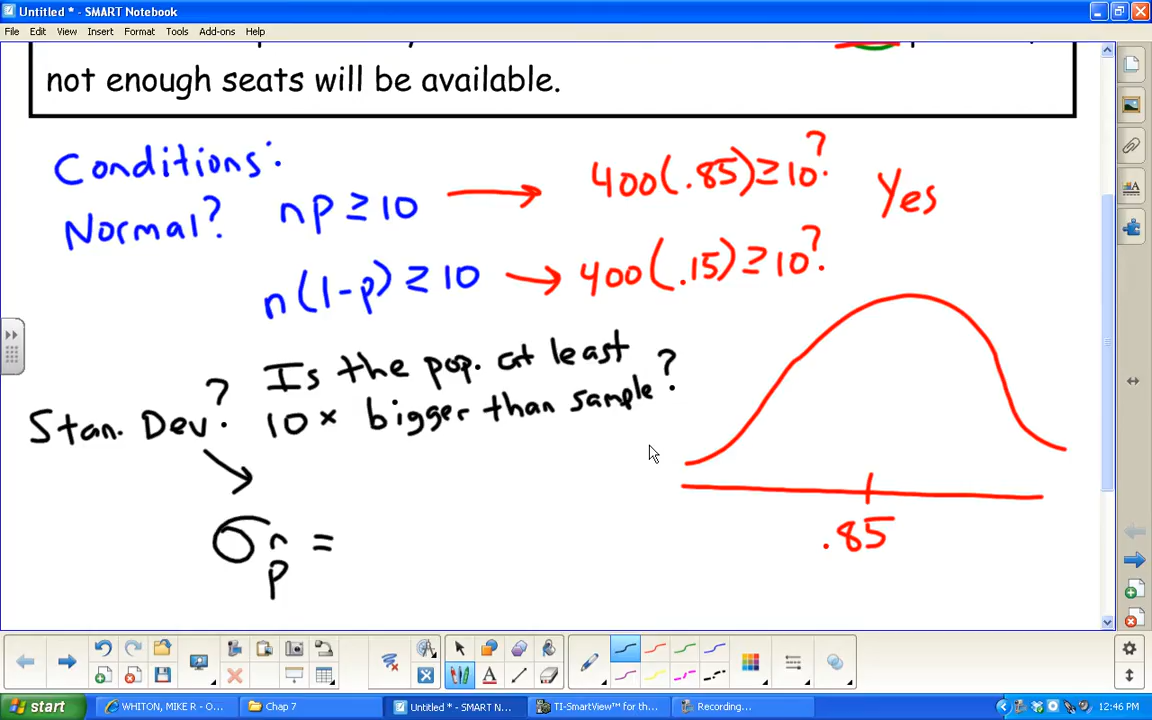 Untitled * - SMART Notebook
File Edit View Insert Format Tools Add-ons Help
not enough seats will be available.
Conditions:
Normal? np ≥ 10 → 400(.85) ≥ 10? Yes
n(1-p) ≥ 10 → 400(.15) ≥ 10?
Is the pop. at least
Stan. Dev.? 10 × bigger than sample?
σp̂ =
.85
start WHITON, MIKE R - O... Chap 7 Untitled * - SMART N... TI-SmartView™ for th... Recording... 12:46 PM